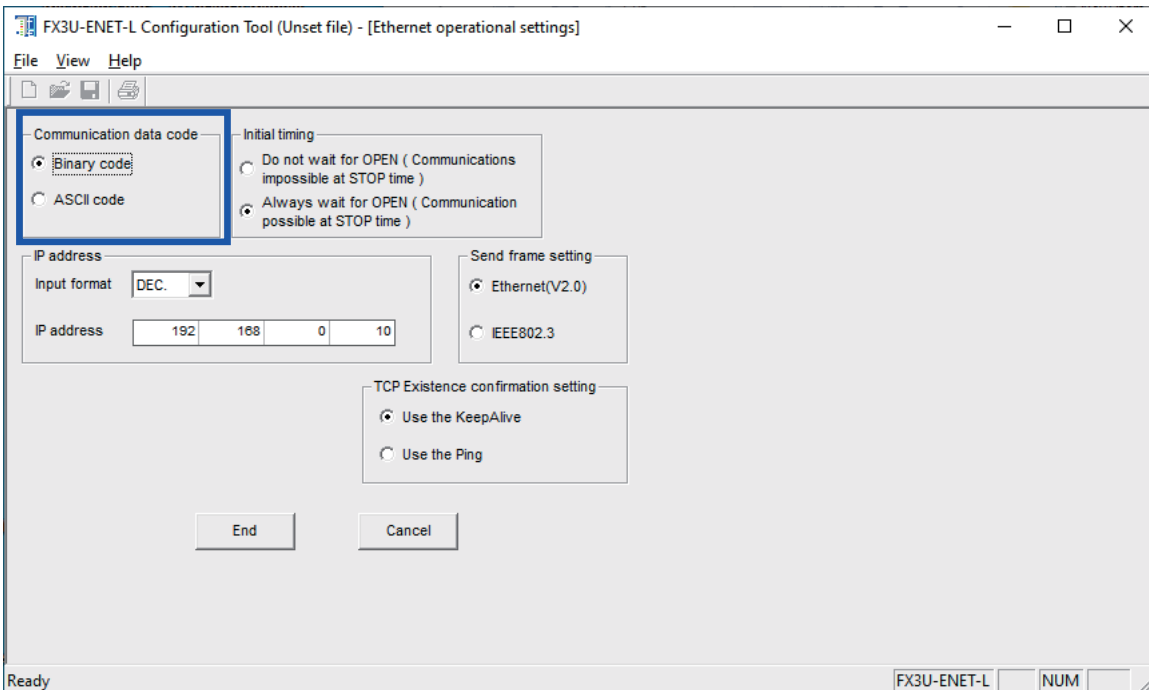 FX3U-ENET-L Configuration Tool (Unset file) - [Ethernet operational settings]
File View Help
Communication data code
Binary code
ASCII code
Initial timing
Do not wait for OPEN ( Communications
impossible at STOP time )
Always wait for OPEN ( Communication
possible at STOP time )
IP address
Input format DEC.
IP address 192 168 0 10
Send frame setting
Ethernet(V2.0)
IEEE802.3
TCP Existence confirmation setting
Use the KeepAlive
Use the Ping
End Cancel
Ready FX3U-ENET-L NUM